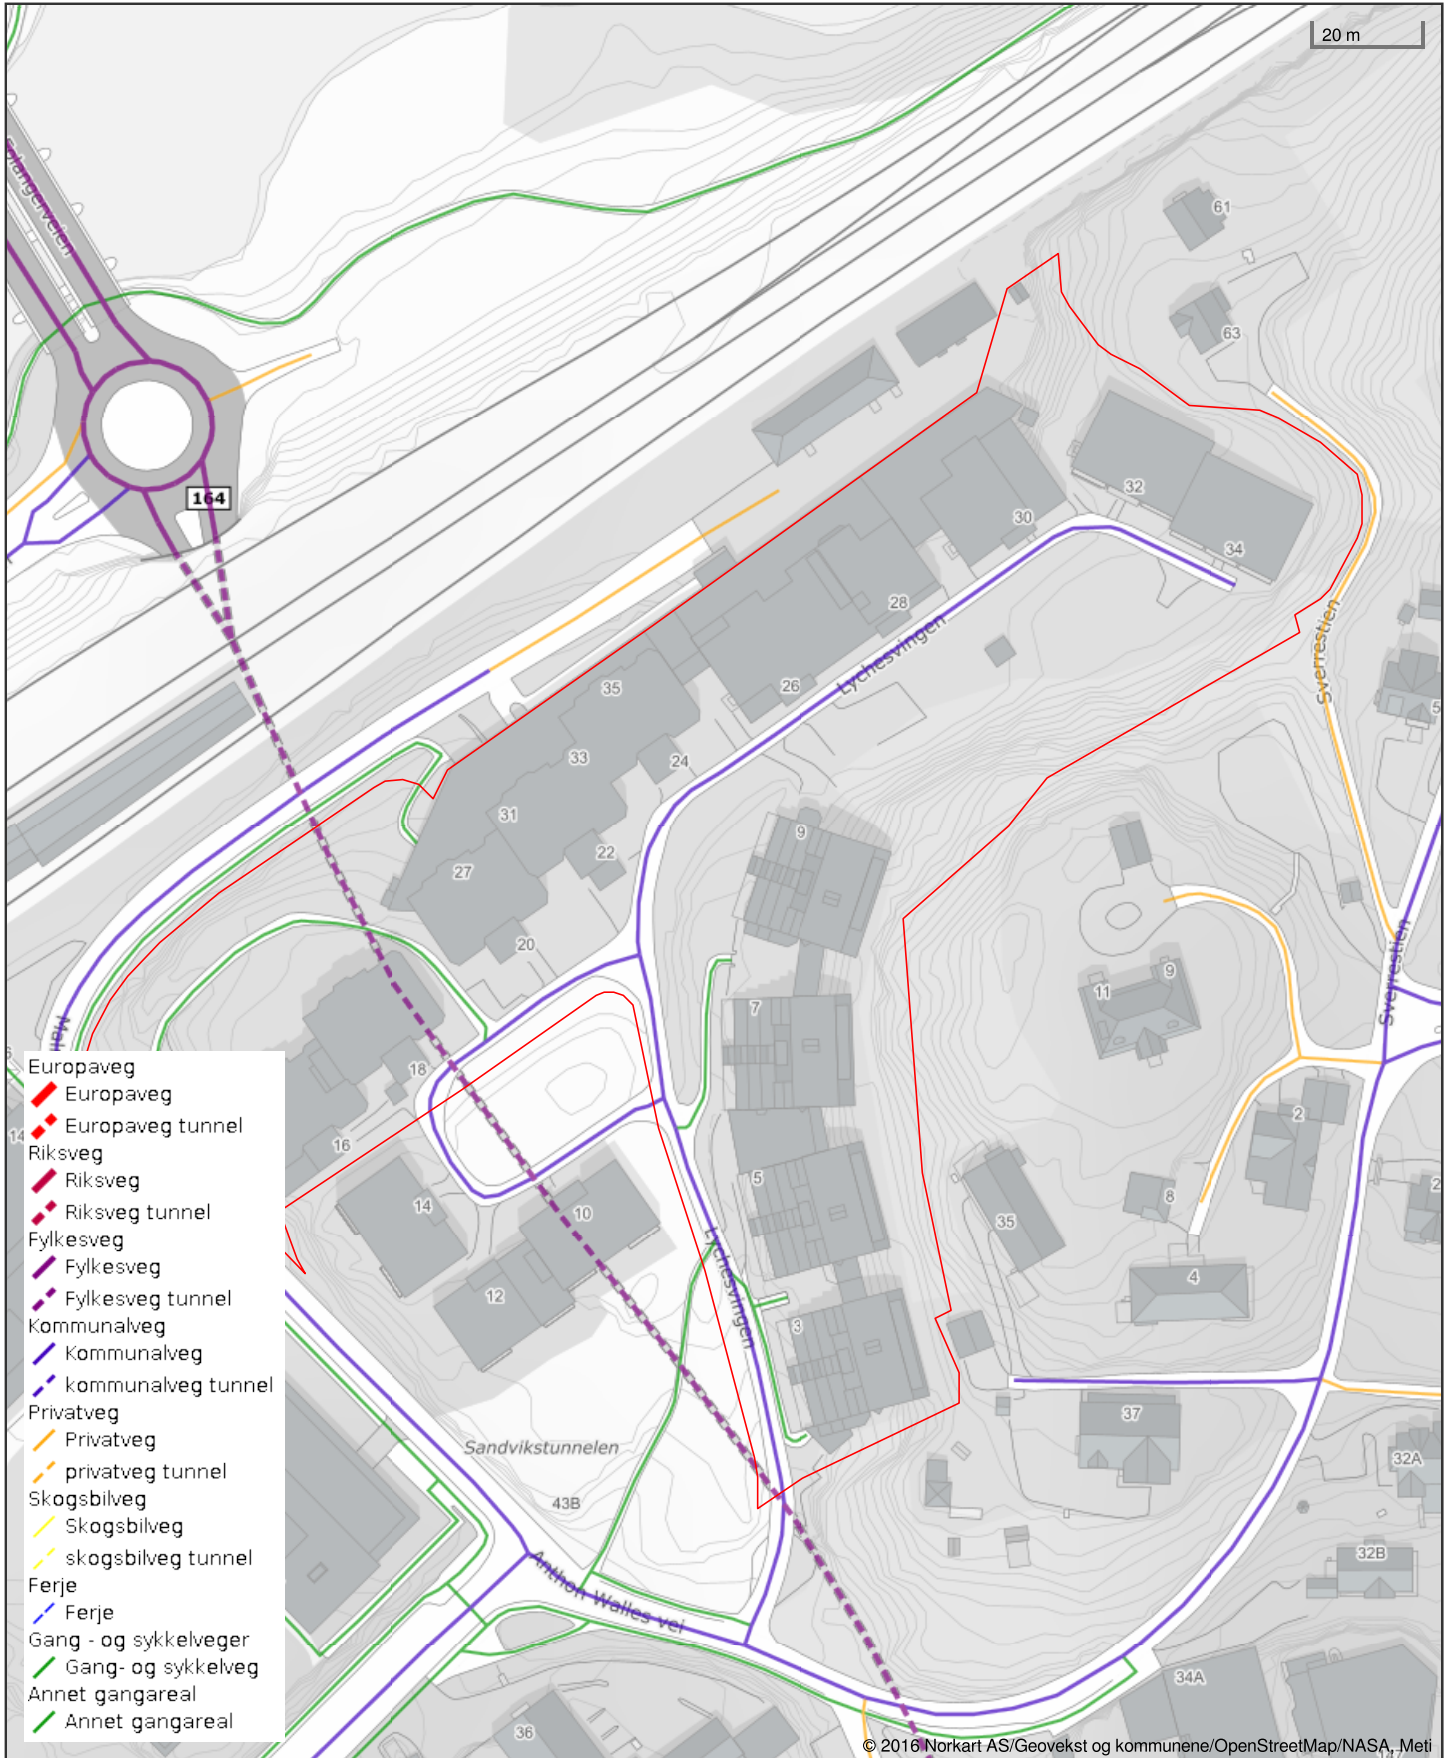 20 m
61
63
164
32
30
34
28
Lychesvingen
26
35
33
24
31
22
27
20
9
7
18
16
14
10
12
5
3
Lychesvingen
Sverrestien
Sverrestien
9
11
2
8
35
4
37
32A
32B
34A
36
Sandvikstunnelen
43B
Anthon Walles vei
Europaveg
Europaveg
Europaveg tunnel
Riksveg
Riksveg
Riksveg tunnel
Fylkesveg
Fylkesveg
Fylkesveg tunnel
Kommunalveg
Kommunalveg
kommunalveg tunnel
Privatveg
Privatveg
privatveg tunnel
Skogsbilveg
Skogsbilveg
skogsbilveg tunnel
Ferje
Ferje
Gang - og sykkelveger
Gang- og sykkelveg
Annet gangareal
Annet gangareal
© 2016 Norkart AS/Geovekst og kommunene/OpenStreetMap/NASA, Meti